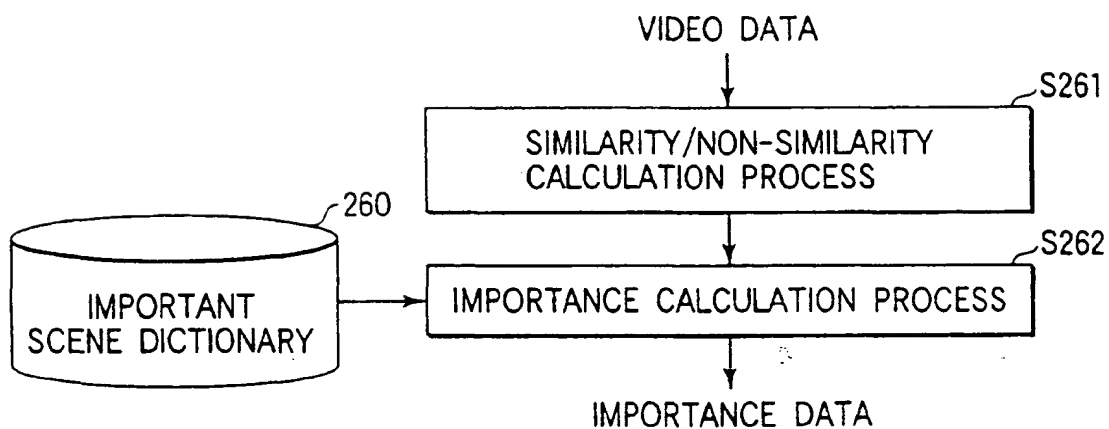 VIDEO DATA
S261
SIMILARITY/NON-SIMILARITY
CALCULATION PROCESS
260
S262
IMPORTANT
SCENE DICTIONARY
IMPORTANCE CALCULATION PROCESS
IMPORTANCE DATA